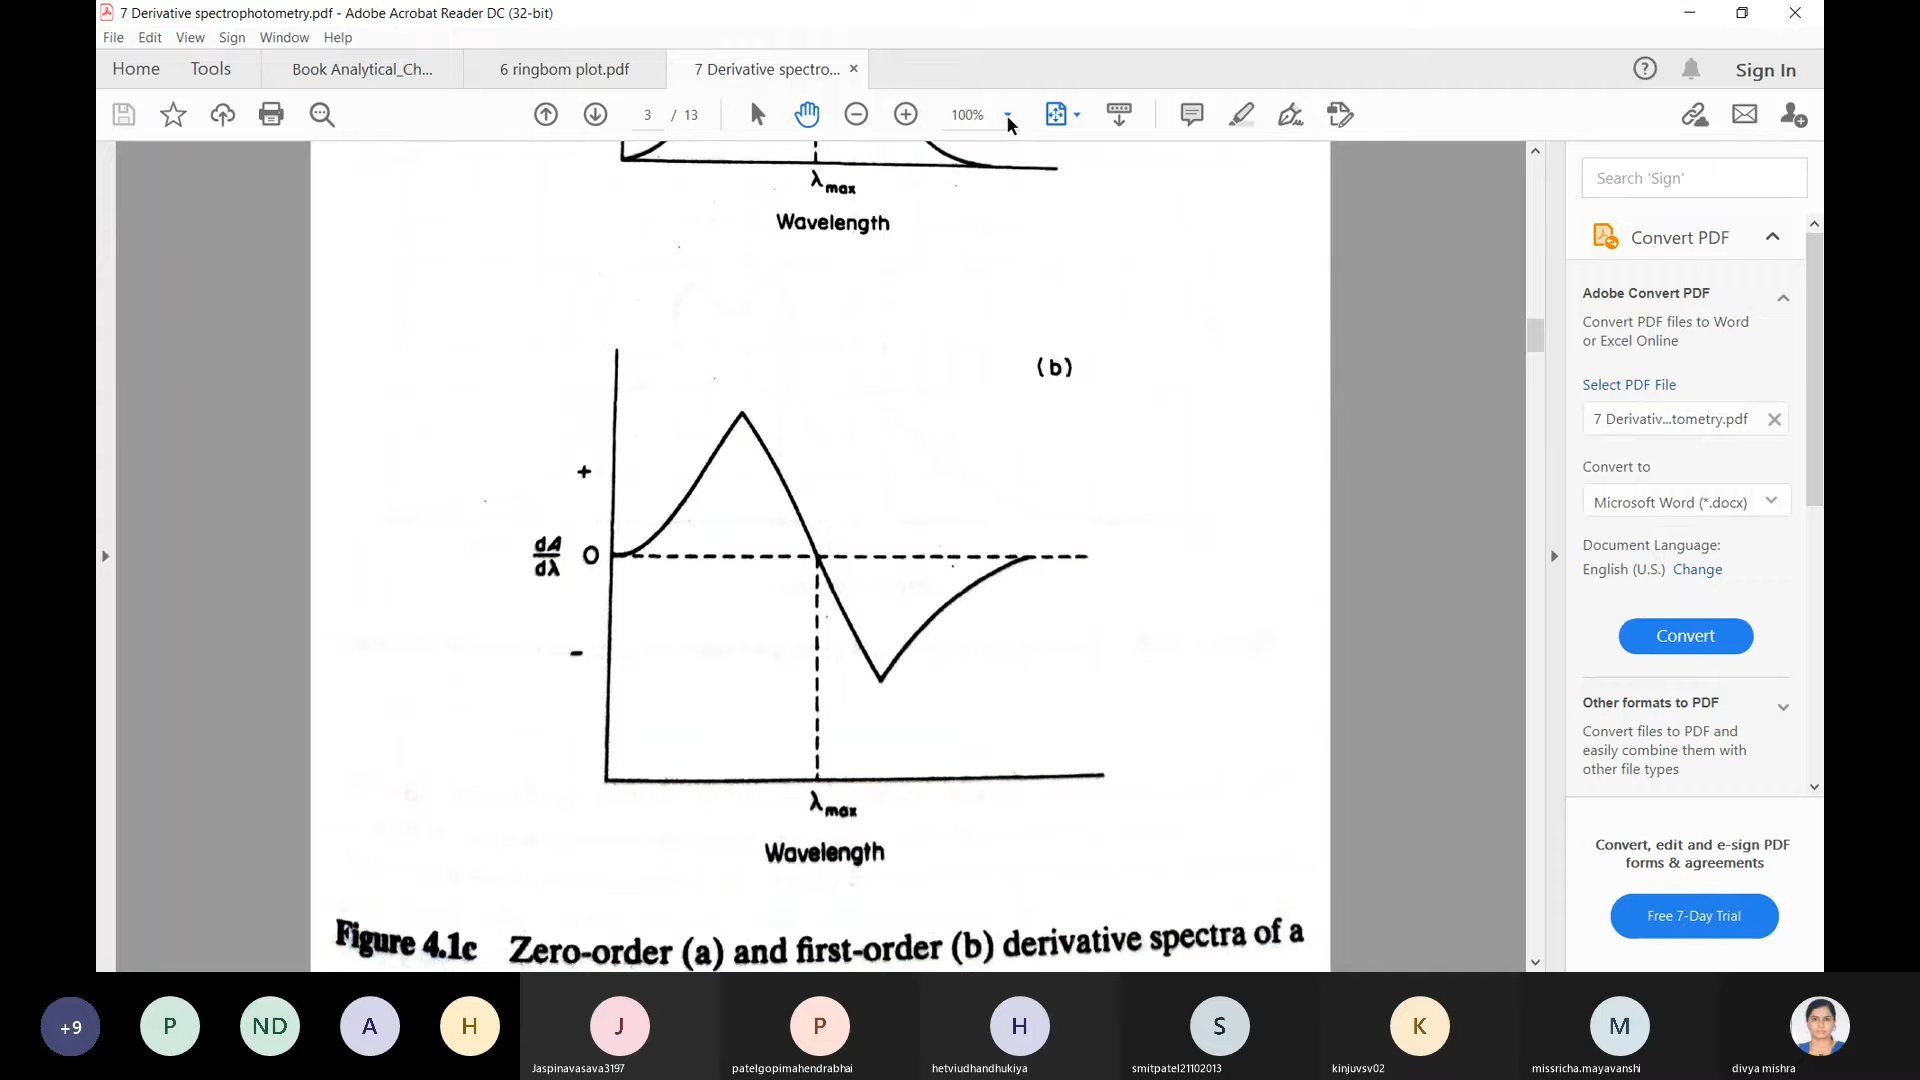 7 Derivative spectrophotometry.pdf - Adobe Acrobat Reader DC (32-bit)
File Edit View Sign Window Help
Home Tools Book Analytical_Ch... 6 ringbom plot.pdf 7 Derivative spectro... Sign In
3 / 13 100%
λ max
Wavelength
(b)
+
dA/dλ 0
-
λ max
Wavelength
Figure 4.1c Zero-order (a) and first-order (b) derivative spectra of a
Search 'Sign'
Convert PDF
Adobe Convert PDF
Convert PDF files to Word
or Excel Online
Select PDF File
7 Derivativ...tometry.pdf
Convert to
Microsoft Word (*.docx)
Document Language:
English (U.S.) Change
Convert
Other formats to PDF
Convert files to PDF and
easily combine them with
other file types
Convert, edit and e-sign PDF
forms & agreements
Free 7-Day Trial
+9 P ND A H J P H S K M
Jaspinavasava3197 patelgopimahendrabhai hetviudhandhukiya smitpatel21102013 kinjuvsv02 missricha.mayavanshi divya mishra